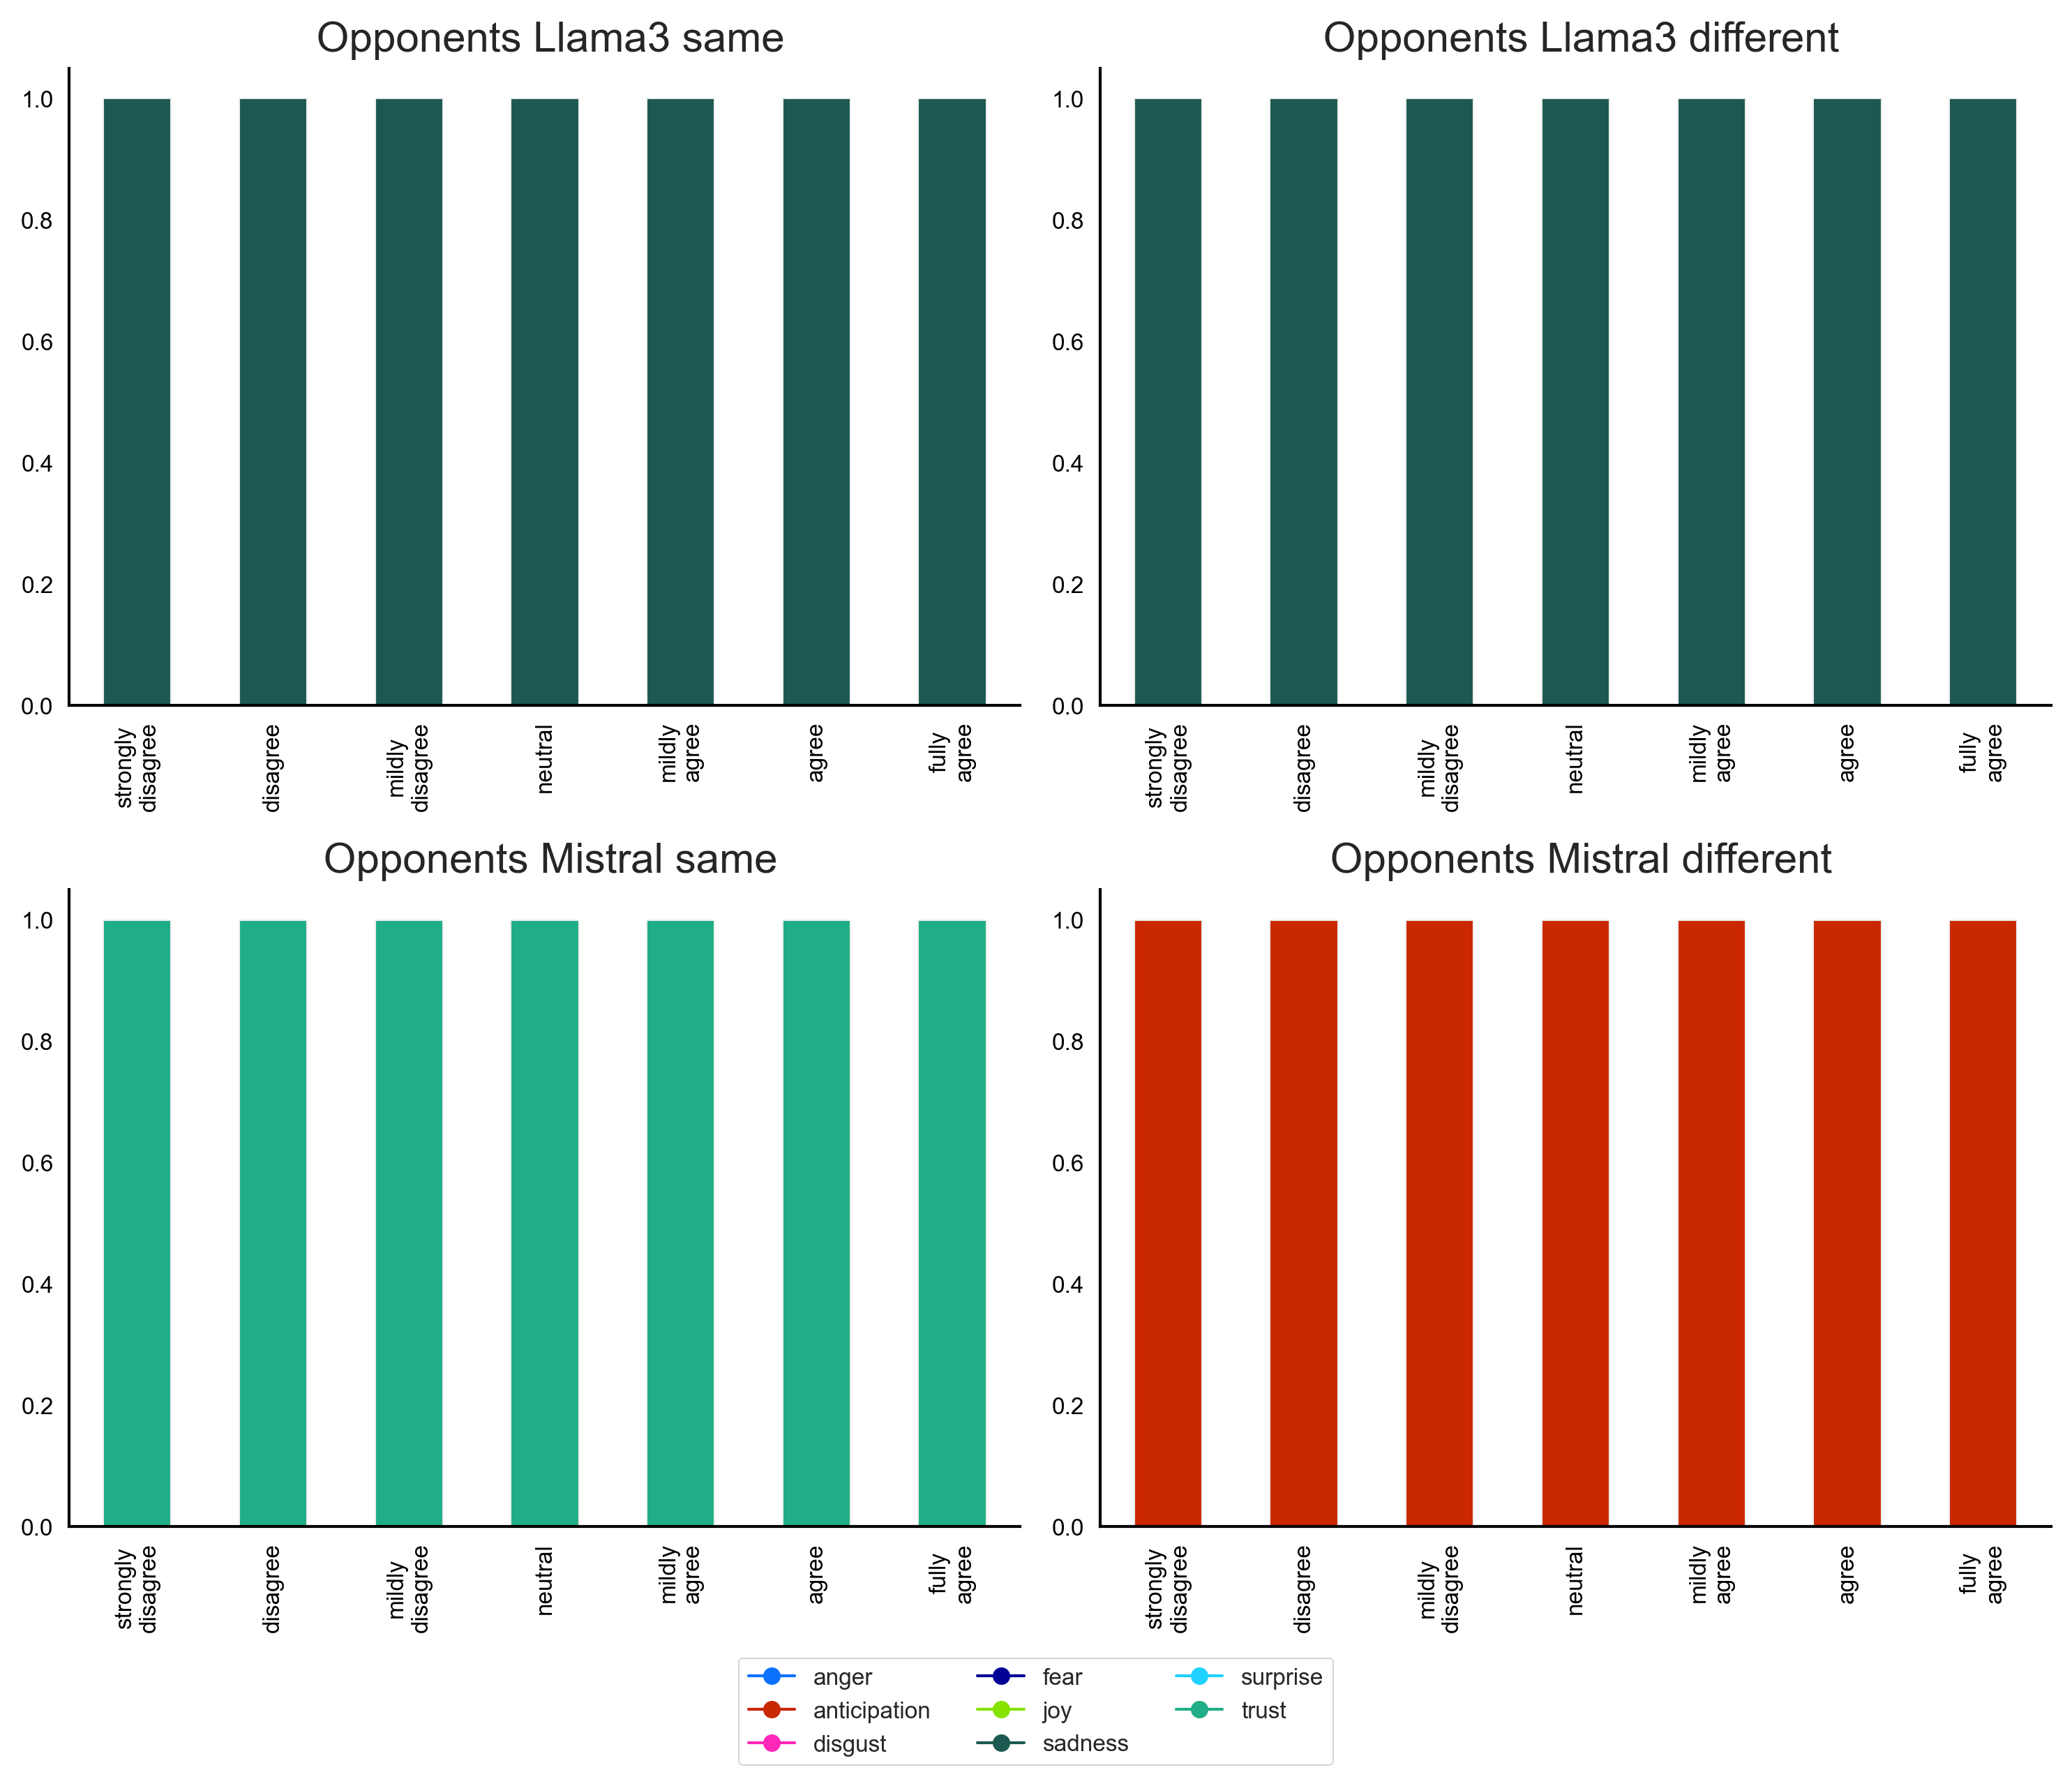 Opponents Llama3 same
1.0
0.8
0.6
0.4
0.2
0.0
strongly
disagree
disagree
mildly
disagree
neutral
mildly
agree
agree
fully
agree
Opponents Llama3 different
1.0
0.8
0.6
0.4
0.2
0.0
strongly
disagree
disagree
mildly
disagree
neutral
mildly
agree
agree
fully
agree
Opponents Mistral same
1.0
0.8
0.6
0.4
0.2
0.0
strongly
disagree
disagree
mildly
disagree
neutral
mildly
agree
agree
fully
agree
Opponents Mistral different
1.0
0.8
0.6
0.4
0.2
0.0
strongly
disagree
disagree
mildly
disagree
neutral
mildly
agree
agree
fully
agree
anger
anticipation
disgust
fear
joy
sadness
surprise
trust